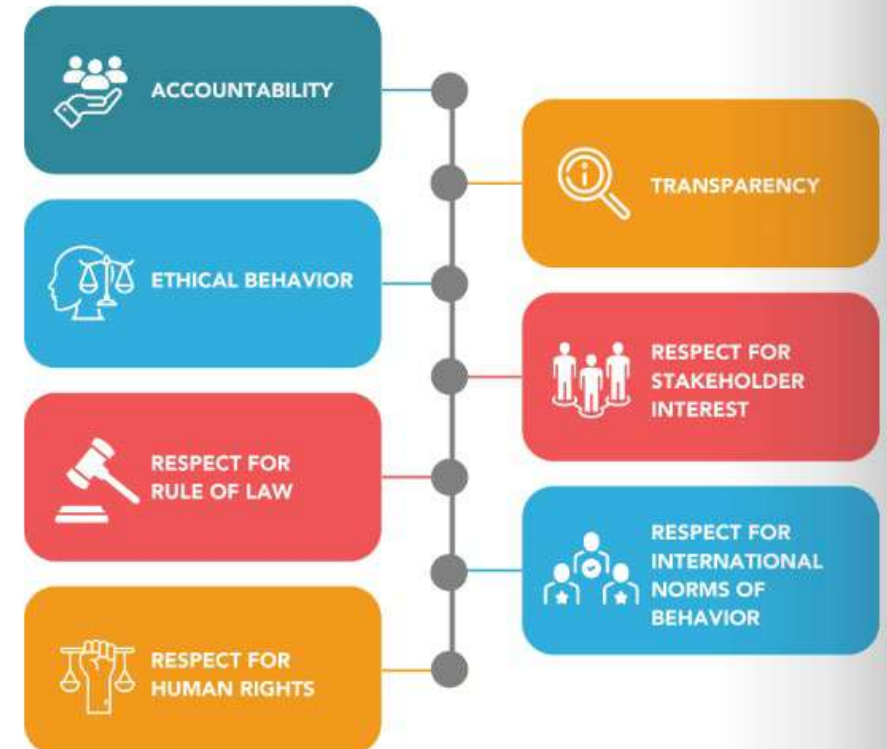 ACCOUNTABILITY
TRANSPARENCY
ETHICAL BEHAVIOR
RESPECT FOR
STAKEHOLDER
INTEREST
RESPECT FOR
RULE OF LAW
RESPECT FOR
INTERNATIONAL
NORMS OF
BEHAVIOR
RESPECT FOR
HUMAN RIGHTS